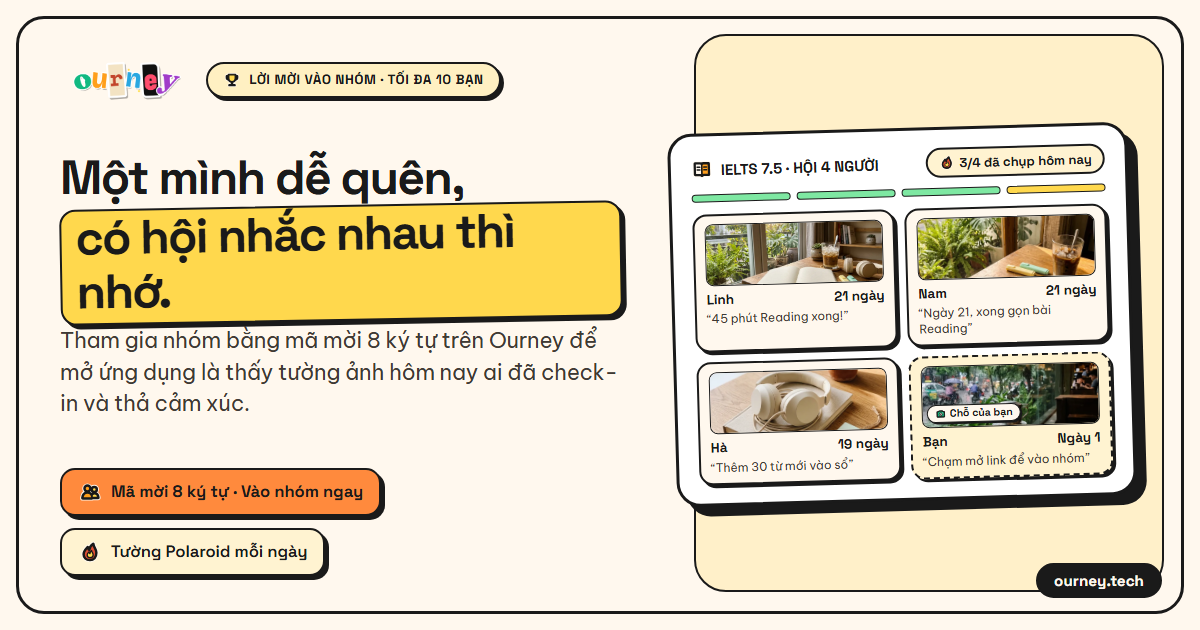 ourney
LỜI MỜI VÀO NHÓM · TỐI ĐA 10 BẠN
Một mình dễ quên,
có hội nhắc nhau thì
nhớ.
Tham gia nhóm bằng mã mời 8 ký tự trên Ourney để
mở ứng dụng là thấy tường ảnh hôm nay ai đã check-
in và thả cảm xúc.
Mã mời 8 ký tự · Vào nhóm ngay
Tường Polaroid mỗi ngày
IELTS 7.5 · HỘI 4 NGƯỜI
3/4 đã chụp hôm nay
Linh
21 ngày
“45 phút Reading xong!”
Nam
21 ngày
“Ngày 21, xong gọn bài
Reading”
Hà
19 ngày
“Thêm 30 từ mới vào sổ”
Chỗ của bạn
Bạn
Ngày 1
“Chạm mở link để vào nhóm”
ourney.tech